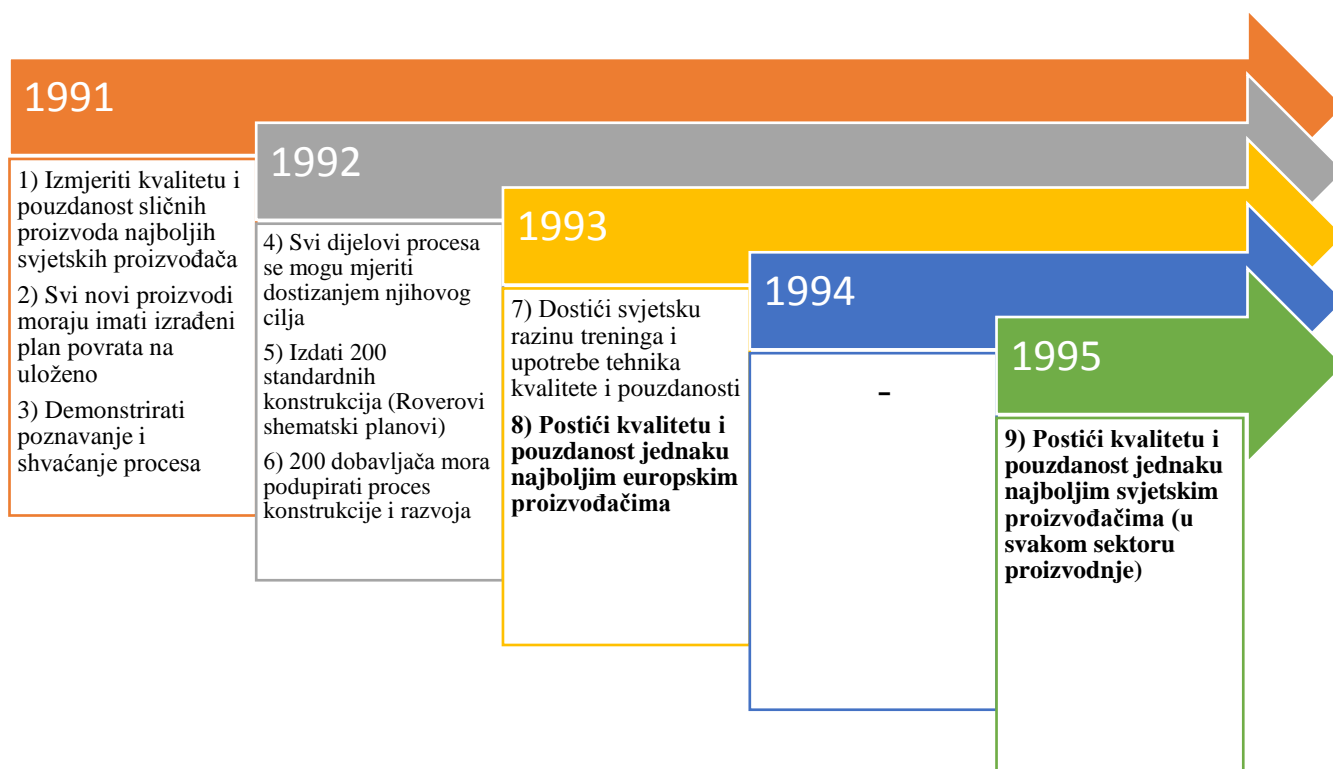 1991
1) Izmjeriti kvalitetu i
pouzdanost sličnih
proizvoda najboljih
svjetskih proizvođača
2) Svi novi proizvodi
moraju imati izrađeni
plan povrata na
uloženo
3) Demonstrirati
poznavanje i
shvaćanje procesa
1992
4) Svi dijelovi procesa
se mogu mjeriti
dostizanjem njihovog
cilja
5) Izdati 200
standardnih
konstrukcija (Roverovi
shematski planovi)
6) 200 dobavljača mora
podupirati proces
konstrukcije i razvoja
1993
7) Dostići svjetsku
razinu treninga i
upotrebe tehnika
kvalitete i pouzdanosti
8) Postići kvalitetu i
pouzdanost jednaku
najboljim europskim
proizvođačima
1994
-
1995
9) Postići kvalitetu i
pouzdanost jednaku
najboljim svjetskim
proizvođačima (u
svakom sektoru
proizvodnje)